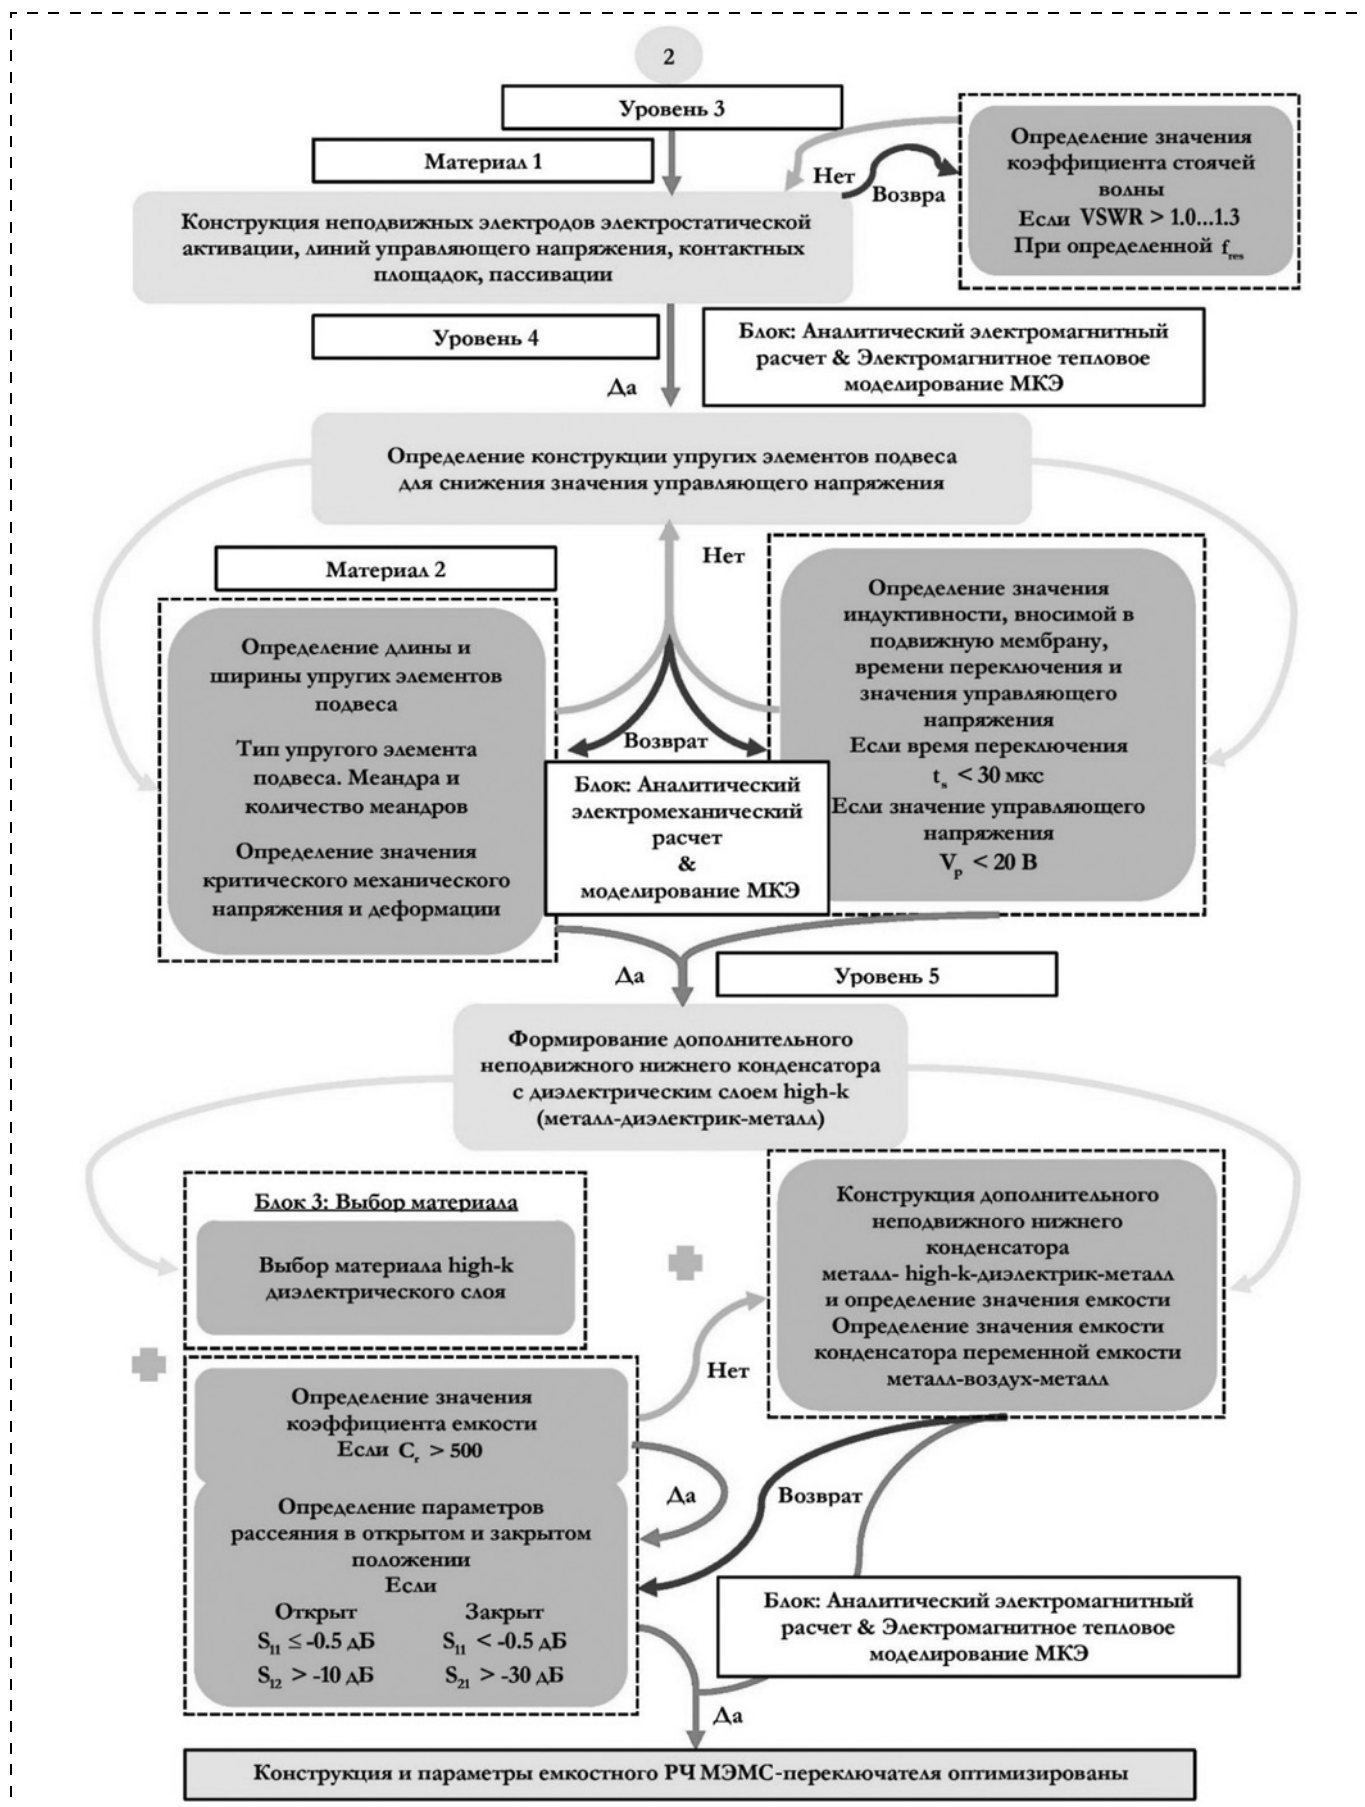 2
Уровень 3
Материал 1
Определение значения
коэффициента стоячей
волны
Если VSWR > 1.0...1.3
При определенной f_res
Нет
Возвра
Конструкция неподвижных электродов электростатической
активации, линий управляющего напряжения, контактных
площадок, пассивации
Уровень 4
Да
Блок: Аналитический электромагнитный
расчет & Электромагнитное тепловое
моделирование МКЭ
Определение конструкции упругих элементов подвеса
для снижения значения управляющего напряжения
Материал 2
Нет
Определение длины и
ширины упругих элементов
подвеса
Тип упругого элемента
подвеса. Меандра и
количество меандров
Определение значения
критического механического
напряжения и деформации
Возврат
Блок: Аналитический
электромеханический
расчет
&
моделирование МКЭ
Определение значения
индуктивности, вносимой в
подвижную мембрану,
времени переключения и
значения управляющего
напряжения
Если время переключения
t_s < 30 мкс
Если значение управляющего
напряжения
V_p < 20 В
Да
Уровень 5
Формирование дополнительного
неподвижного нижнего конденсатора
с диэлектрическим слоем high-k
(металл-диэлектрик-металл)
Блок 3: Выбор материала
Выбор материала high-k
диэлектрического слоя
Конструкция дополнительного
неподвижного нижнего
конденсатора
металл- high-k-диэлектрик-металл
и определение значения емкости
Определение значения емкости
конденсатора переменной емкости
металл-воздух-металл
Нет
Определение значения
коэффициента емкости
Если C_r > 500
Да
Возврат
Определение параметров
рассеяния в открытом и закрытом
положении
Если
Открыт Закрыт
S_11 ≤ -0.5 дБ S_11 < -0.5 дБ
S_12 > -10 дБ S_21 > -30 дБ
Блок: Аналитический электромагнитный
расчет & Электромагнитное тепловое
моделирование МКЭ
Да
Конструкция и параметры емкостного РЧ МЭМС-переключателя оптимизированы